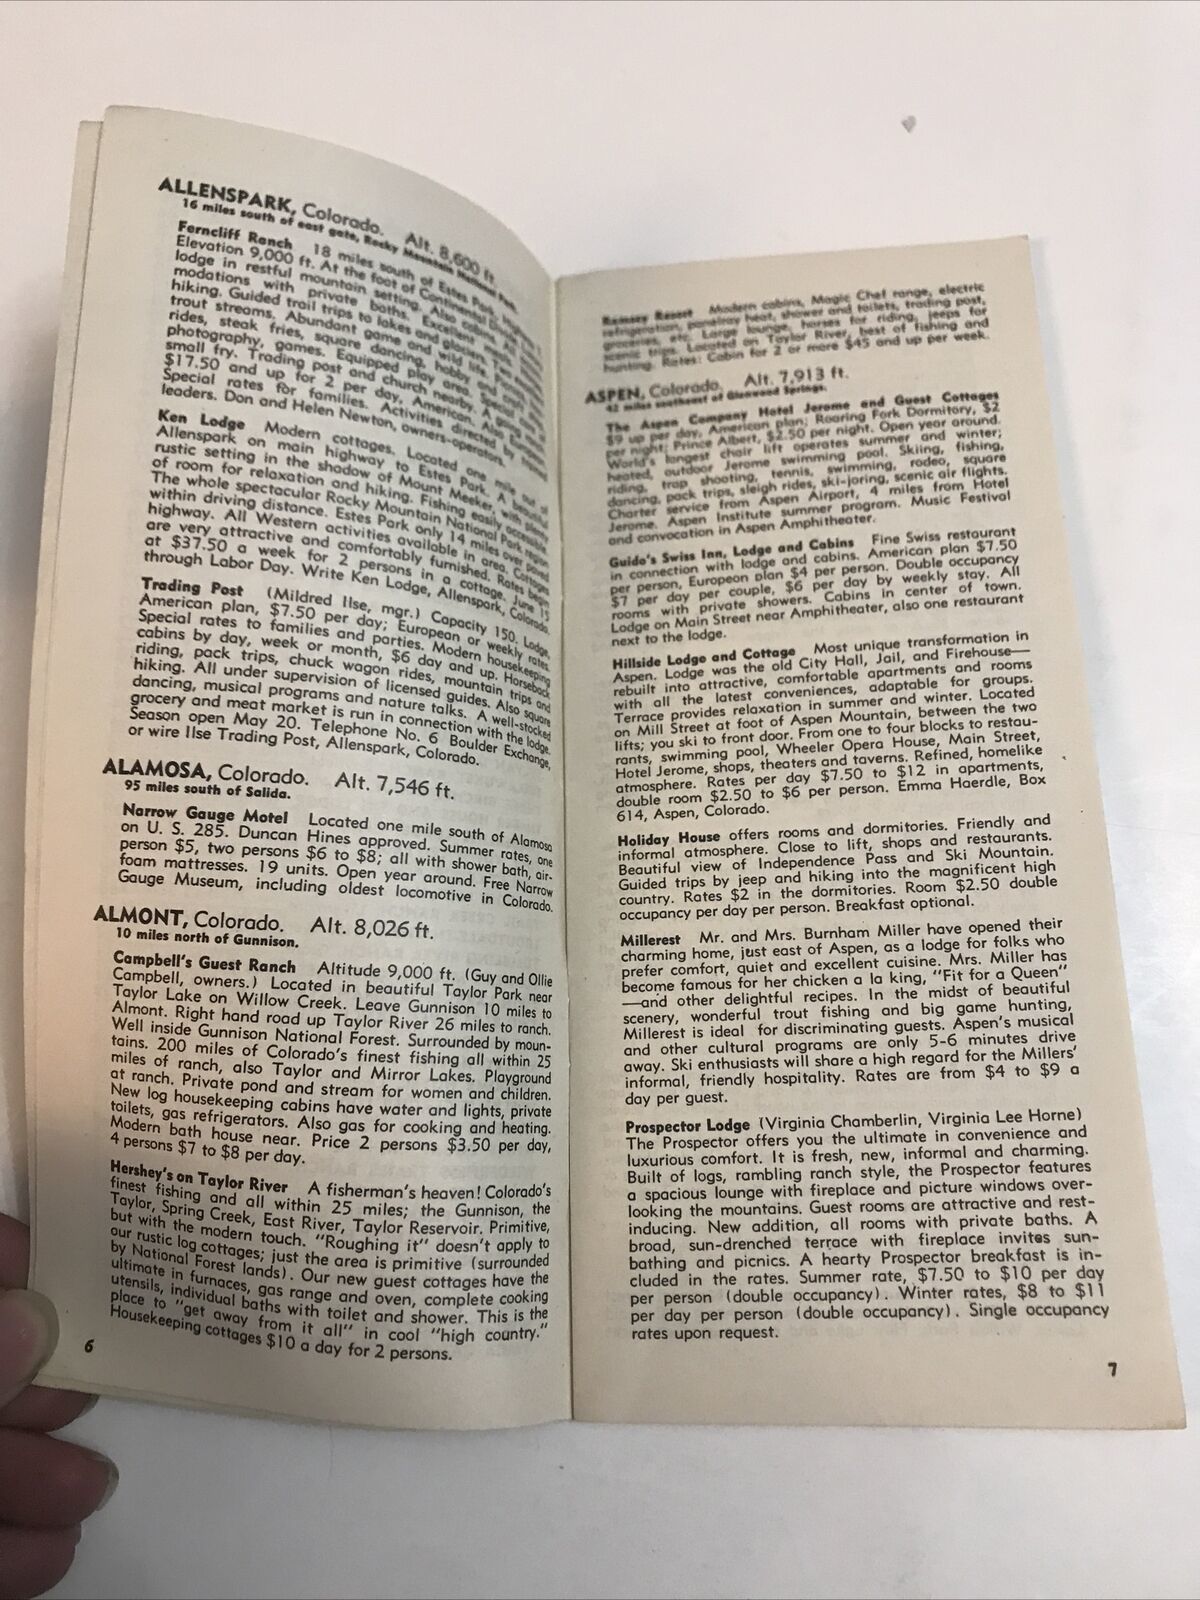 ALLENSPARK, Colorado. Alt. 8,600 ft.
16 miles south of east gate, Rocky Mountain National Park.
Ferncliff Ranch 18 miles south of Estes Park, Highway
Elevation 9,000 ft. At the foot of Continental Divide.
lodge in restful mountain setting. Also cabins. All
modations with private baths. Excellent meals.
hiking. Guided trail trips to lakes and glaciers. Two
trout streams. Abundant game and wild life. Ponies,
rides, steak fries, square dancing, hobby and craft
photography, games. Equipped play area. Special
small fry. Trading post and church nearby. A
$17.50 and up for 2 per day, American. Also European.
Special rates for families. Activities directed by trained
leaders. Don and Helen Newton, owners-operators.
Ken Lodge Modern cottages. Located one mile out of
Allenspark on main highway to Estes Park. A beautiful
rustic setting in the shadow of Mount Meeker, with plenty
of room for relaxation and hiking. Fishing easily accessible.
The whole spectacular Rocky Mountain National Park region
within driving distance. Estes Park only 14 miles over paved
highway. All Western activities available in area. Cottages
are very attractive and comfortably furnished. Rates begin
at $37.50 a week for 2 persons in a cottage. June 15
through Labor Day. Write Ken Lodge, Allenspark, Colorado.
Trading Post (Mildred Ilse, mgr.) Capacity 150. Lodge,
American plan, $7.50 per day; European or weekly rates.
Special rates to families and parties. Modern housekeeping
cabins by day, week or month, $6 day and up. Horseback
riding, pack trips, chuck wagon rides, mountain trips and
hiking. All under supervision of licensed guides. Also square
dancing, musical programs and nature talks. A well-stocked
grocery and meat market is run in connection with the lodge.
Season open May 20. Telephone No. 6 Boulder Exchange,
or wire Ilse Trading Post, Allenspark, Colorado.
ALAMOSA, Colorado. Alt. 7,546 ft.
95 miles south of Salida.
Narrow Gauge Motel Located one mile south of Alamosa
on U. S. 285. Duncan Hines approved. Summer rates, one
person $5, two persons $6 to $8; all with shower bath, air-
foam mattresses. 19 units. Open year around. Free Narrow
Gauge Museum, including oldest locomotive in Colorado.
ALMONT, Colorado. Alt. 8,026 ft.
10 miles north of Gunnison.
Campbell's Guest Ranch Altitude 9,000 ft. (Guy and Ollie
Campbell, owners.) Located in beautiful Taylor Park near
Taylor Lake on Willow Creek. Leave Gunnison 10 miles to
Almont. Right hand road up Taylor River 26 miles to ranch.
Well inside Gunnison National Forest. Surrounded by moun-
tains. 200 miles of Colorado's finest fishing all within 25
miles of ranch, also Taylor and Mirror Lakes. Playground
at ranch. Private pond and stream for women and children.
New log housekeeping cabins have water and lights, private
toilets, gas refrigerators. Also gas for cooking and heating.
Modern bath house near. Price 2 persons $3.50 per day,
4 persons $7 to $8 per day.
Hershey's on Taylor River A fisherman's heaven! Colorado's
finest fishing and all within 25 miles; the Gunnison, the
Taylor, Spring Creek, East River, Taylor Reservoir. Primitive,
but with the modern touch. "Roughing it" doesn't apply to
our rustic log cottages; just the area is primitive (surrounded
by National Forest lands). Our new guest cottages have the
ultimate in furnaces, gas range and oven, complete cooking
utensils, individual baths with toilet and shower. This is the
place to "get away from it all" in cool "high country."
Housekeeping cottages $10 a day for 2 persons.
6
Ramsey Resort Modern cabins, Magic Chef range, electric
refrigeration, panelray heat, shower and toilets, trading post,
groceries, etc. Large lounge, horses for riding, jeeps for
scenic trips. Located on Taylor River, best of fishing and
hunting. Rates: Cabin for 2 or more $45 and up per week.
ASPEN, Colorado. Alt. 7,913 ft.
42 miles southeast of Glenwood Springs.
The Aspen Company Hotel Jerome and Guest Cottages
$9 up per day, American plan; Roaring Fork Dormitory, $2
per night; Prince Albert, $2.50 per night. Open year around.
World's longest chair lift operates summer and winter;
heated, outdoor Jerome swimming pool. Skiing, fishing,
riding, trap shooting, tennis, swimming, rodeo, square
dancing, pack trips, sleigh rides, ski-joring, scenic air flights.
Charter service from Aspen Airport, 4 miles from Hotel
Jerome. Aspen Institute summer program. Music Festival
and convocation in Aspen Amphitheater.
Guido's Swiss Inn, Lodge and Cabins Fine Swiss restaurant
in connection with lodge and cabins. American plan $7.50
per person, European plan $4 per person. Double occupancy
$7 per day per couple, $6 per day by weekly stay. All
rooms with private showers. Cabins in center of town.
Lodge on Main Street near Amphitheater, also one restaurant
next to the lodge.
Hillside Lodge and Cottage Most unique transformation in
Aspen. Lodge was the old City Hall, Jail, and Firehouse—
rebuilt into attractive, comfortable apartments and rooms
with all the latest conveniences, adaptable for groups.
Terrace provides relaxation in summer and winter. Located
on Mill Street at foot of Aspen Mountain, between the two
lifts; you ski to front door. From one to four blocks to restau-
rants, swimming pool, Wheeler Opera House, Main Street,
Hotel Jerome, shops, theaters and taverns. Refined, homelike
atmosphere. Rates per day $7.50 to $12 in apartments,
double room $2.50 to $6 per person. Emma Haerdle, Box
614, Aspen, Colorado.
Holiday House offers rooms and dormitories. Friendly and
informal atmosphere. Close to lift, shops and restaurants.
Beautiful view of Independence Pass and Ski Mountain.
Guided trips by jeep and hiking into the magnificent high
country. Rates $2 in the dormitories. Room $2.50 double
occupancy per day per person. Breakfast optional.
Millerest Mr. and Mrs. Burnham Miller have opened their
charming home, just east of Aspen, as a lodge for folks who
prefer comfort, quiet and excellent cuisine. Mrs. Miller has
become famous for her chicken a la king, "Fit for a Queen"
—and other delightful recipes. In the midst of beautiful
scenery, wonderful trout fishing and big game hunting,
Millerest is ideal for discriminating guests. Aspen's musical
and other cultural programs are only 5-6 minutes drive
away. Ski enthusiasts will share a high regard for the Millers'
informal, friendly hospitality. Rates are from $4 to $9 a
day per guest.
Prospector Lodge (Virginia Chamberlin, Virginia Lee Horne)
The Prospector offers you the ultimate in convenience and
luxurious comfort. It is fresh, new, informal and charming.
Built of logs, rambling ranch style, the Prospector features
a spacious lounge with fireplace and picture windows over-
looking the mountains. Guest rooms are attractive and rest-
inducing. New addition, all rooms with private baths. A
broad, sun-drenched terrace with fireplace invites sun-
bathing and picnics. A hearty Prospector breakfast is in-
cluded in the rates. Summer rate, $7.50 to $10 per day
per person (double occupancy). Winter rates, $8 to $11
per day per person (double occupancy). Single occupancy
rates upon request.
7